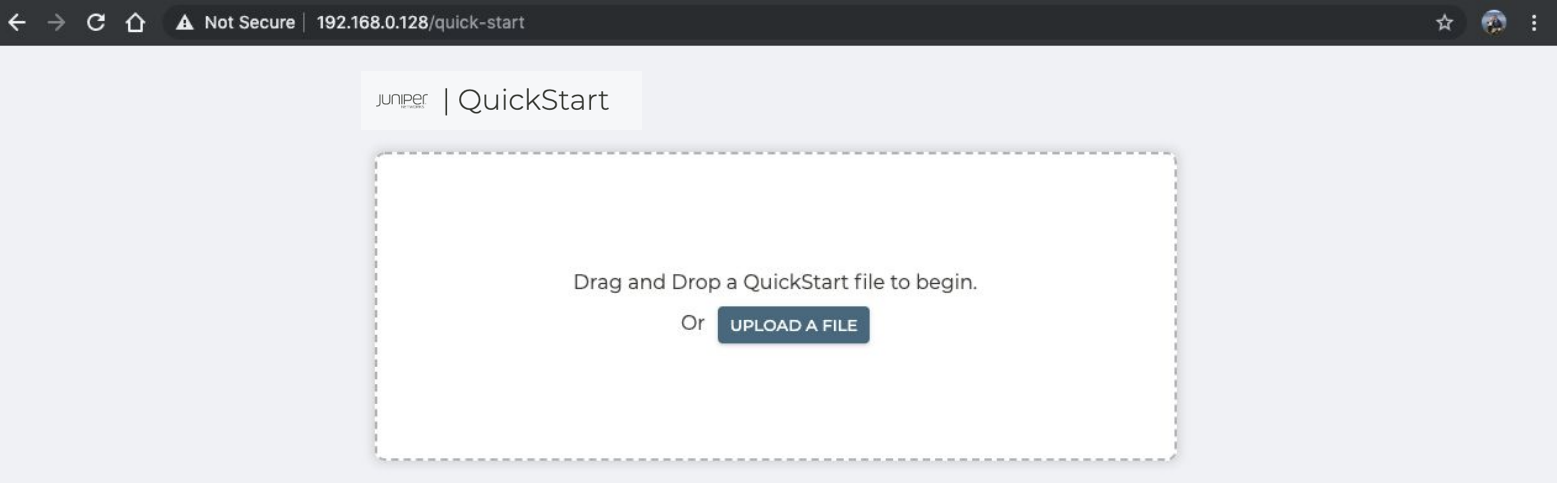 Not Secure | 192.168.0.128/quick-start
JUNIPER | QuickStart
NETWORKS
Drag and Drop a QuickStart file to begin.
Or UPLOAD A FILE